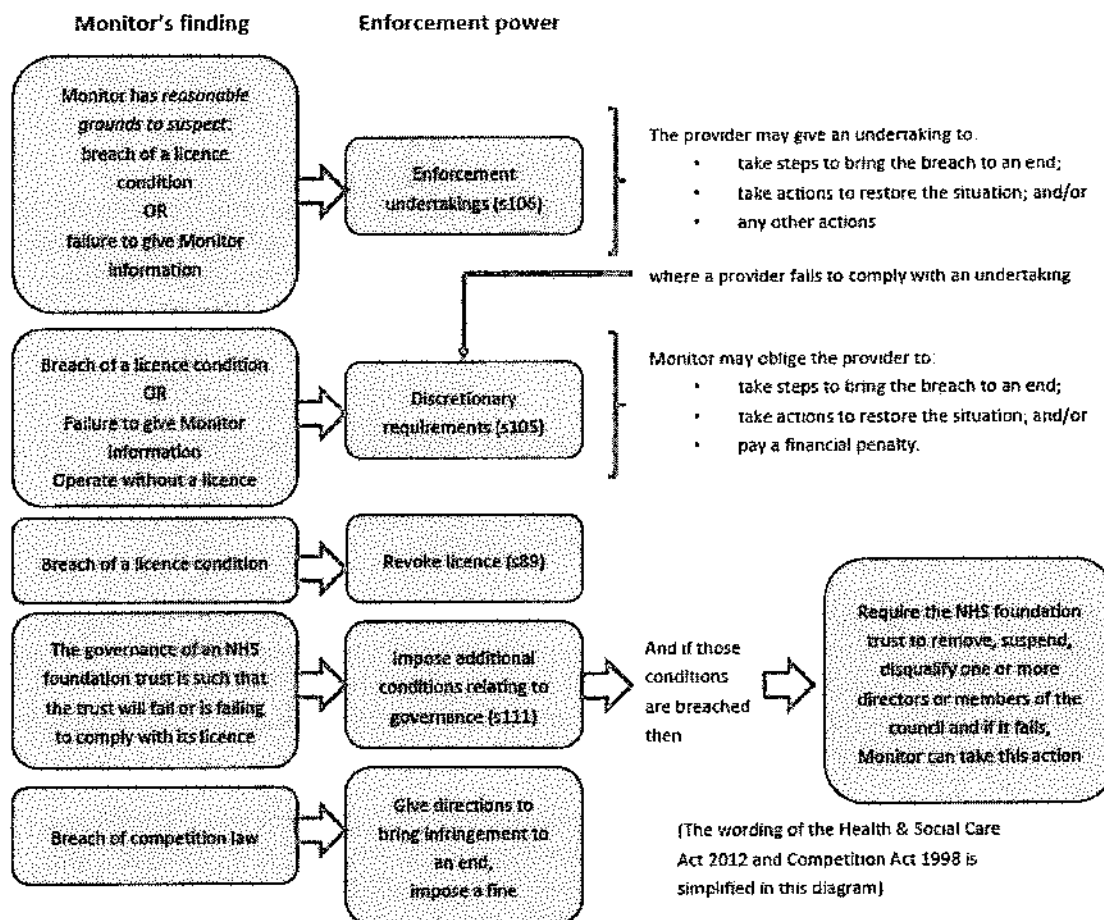 Monitor's finding
Enforcement power
Monitor has reasonable
grounds to suspect:
breach of a licence
condition
OR
failure to give Monitor
information
Enforcement
undertakings (s106)
The provider may give an undertaking to:
• take steps to bring the breach to an end;
• take actions to restore the situation; and/or
• any other actions
where a provider fails to comply with an undertaking
Breach of a licence condition
OR
Failure to give Monitor
information
Operate without a licence
Discretionary
requirements (s105)
Monitor may oblige the provider to:
• take steps to bring the breach to an end;
• take actions to restore the situation; and/or
• pay a financial penalty.
Breach of a licence condition
Revoke licence (s89)
The governance of an NHS
foundation trust is such that
the trust will fail or is failing
to comply with its licence
Impose additional
conditions relating to
governance (s111)
And if those
conditions
are breached
then
Require the NHS foundation
trust to remove, suspend,
disqualify one or more
directors or members of the
council and if it fails,
Monitor can take this action
Breach of competition law
Give directions to
bring infringement to
an end,
impose a fine
(The wording of the Health & Social Care
Act 2012 and Competition Act 1998 is
simplified in this diagram)